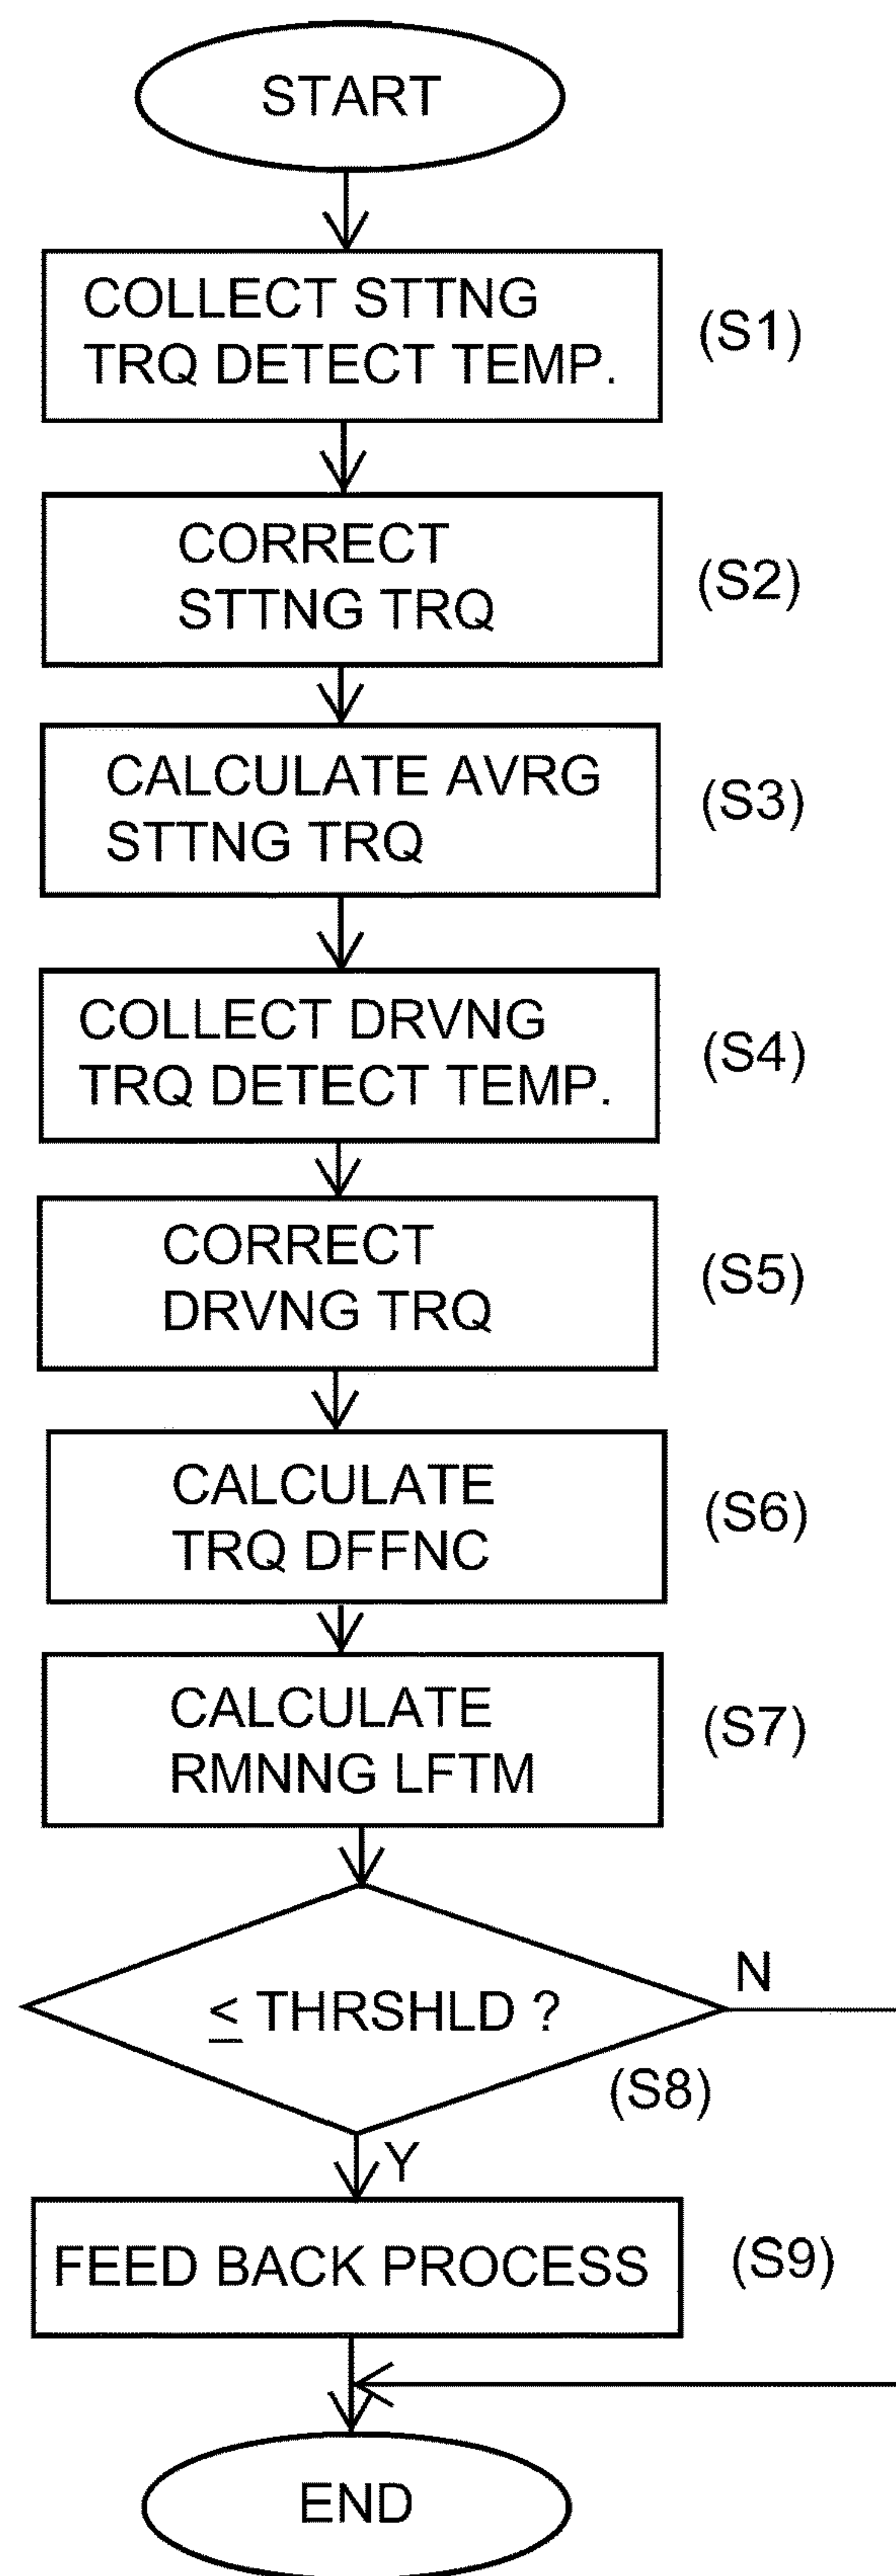 START
COLLECT STTNG
TRQ DETECT TEMP.
(S1)
CORRECT
STTNG TRQ
(S2)
CALCULATE AVRG
STTNG TRQ
(S3)
COLLECT DRVNG
TRQ DETECT TEMP.
(S4)
CORRECT
DRVNG TRQ
(S5)
CALCULATE
TRQ DFFNC
(S6)
CALCULATE
RMNNG LFTM
(S7)
N
≤ THRSHLD ?
(S8)
Y
FEED BACK PROCESS
(S9)
END